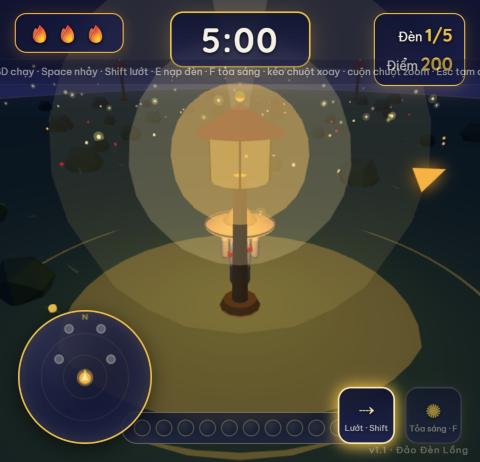 5:00
Đèn 1/5
Điểm 200
SD chạy · Space nhảy · Shift lướt · E nạp đèn · F tỏa sáng · kéo chuột xoay · cuộn chuột zoom · Esc tạm d
N
Lướt · Shift
Tỏa sáng · F
v1.1 · Đảo Đèn Lồng